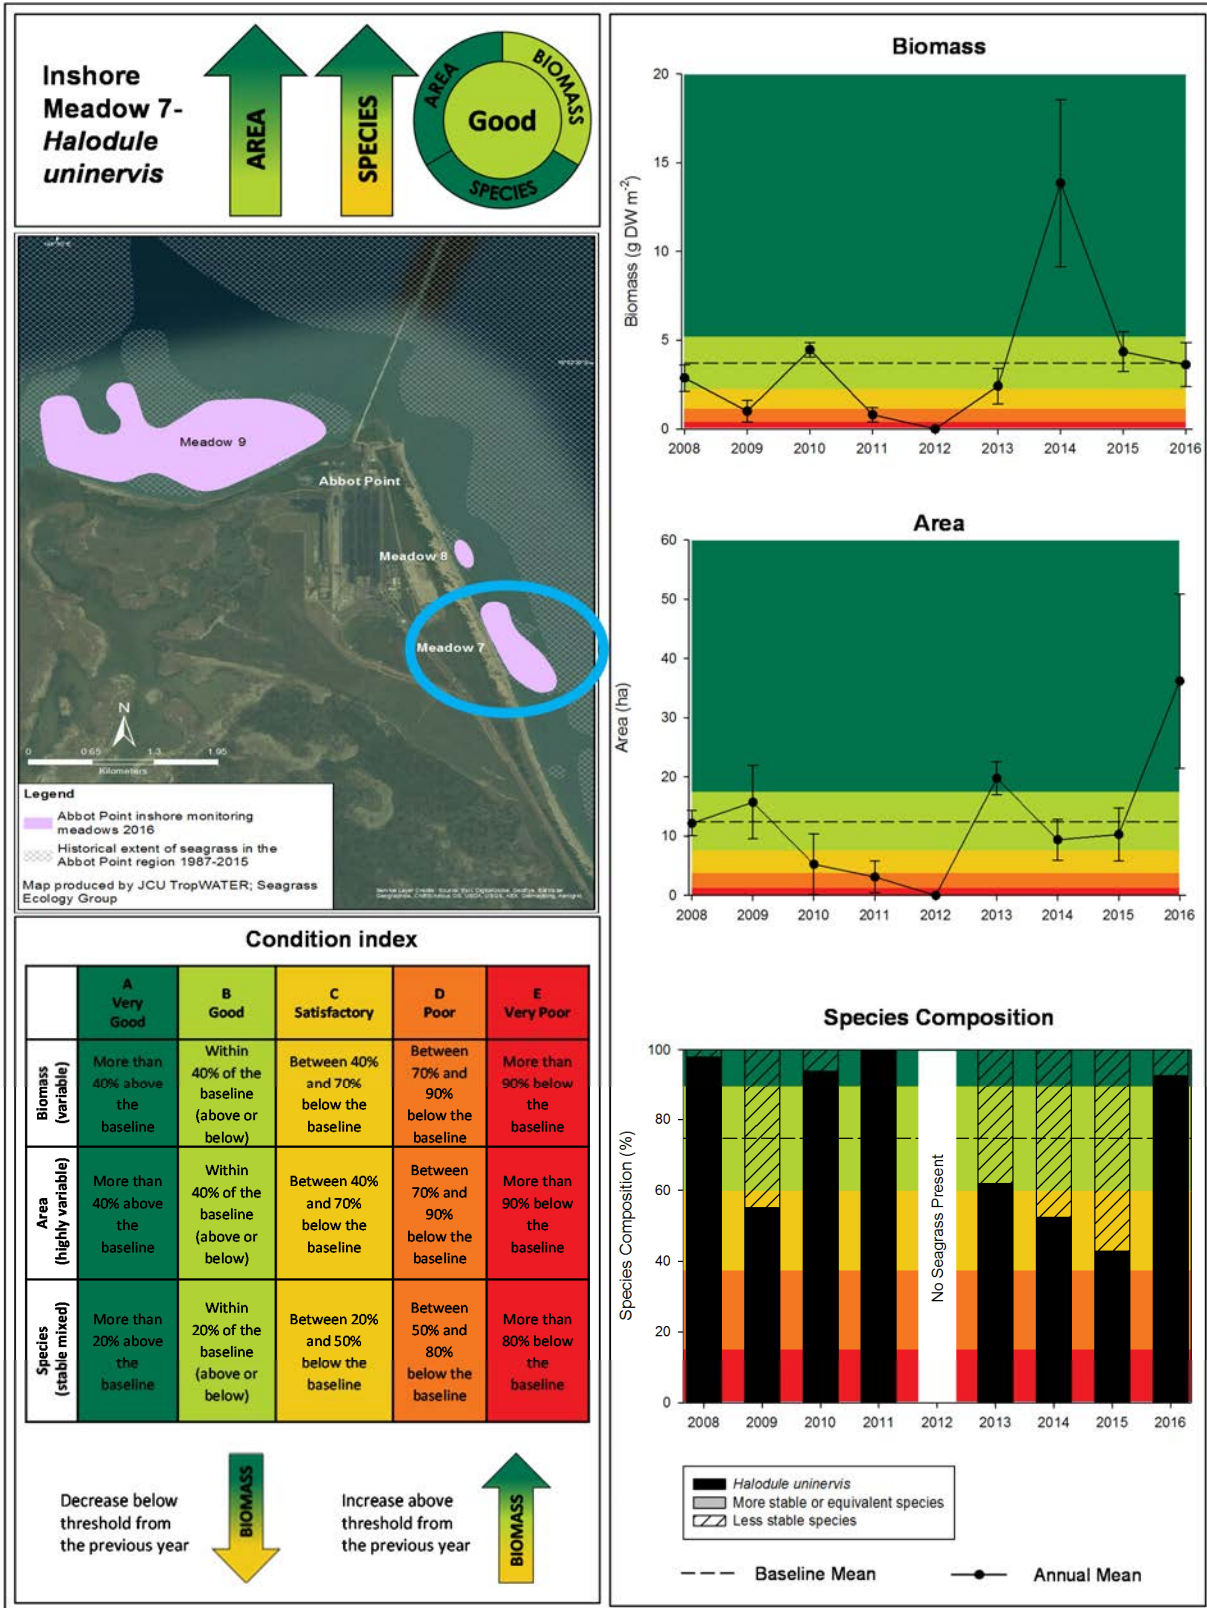 Inshore
Meadow 7-
Halodule
uninervis
AREA
SPECIES
AREA
BIOMASS
SPECIES
Good
Meadow 9
Abbot Point
Meadow 8
Meadow 7
N
0 0.65 1.3 1.95
Kilometers
Legend
Abbot Point inshore monitoring
meadows 2016
Historical extent of seagrass in the
Abbot Point region 1987-2015
Map produced by JCU TropWATER; Seagrass
Ecology Group
Condition index
A
Very
Good
B
Good
C
Satisfactory
D
Poor
E
Very Poor
Biomass
(variable)
More than
40% above
the
baseline
Within
40% of the
baseline
(above or
below)
Between 40%
and 70%
below the
baseline
Between
70% and
90%
below the
baseline
More than
90% below
the
baseline
Area
(highly variable)
More than
40% above
the
baseline
Within
40% of the
baseline
(above or
below)
Between 40%
and 70%
below the
baseline
Between
70% and
90%
below the
baseline
More than
90% below
the
baseline
Species
(stable mixed)
More than
20% above
the
baseline
Within
20% of the
baseline
(above or
below)
Between 20%
and 50%
below the
baseline
Between
50% and
80%
below the
baseline
More than
80% below
the
baseline
Decrease below
threshold from
the previous year
BIOMASS
Increase above
threshold from
the previous year
BIOMASS
Biomass
Biomass (g DW m-2)
20
15
10
5
0
2008 2009 2010 2011 2012 2013 2014 2015 2016
Area
Area (ha)
60
50
40
30
20
10
0
2008 2009 2010 2011 2012 2013 2014 2015 2016
Species Composition
Species Composition (%)
100
80
60
40
20
0
No Seagrass Present
2008 2009 2010 2011 2012 2013 2014 2015 2016
Halodule uninervis
More stable or equivalent species
Less stable species
Baseline Mean
Annual Mean